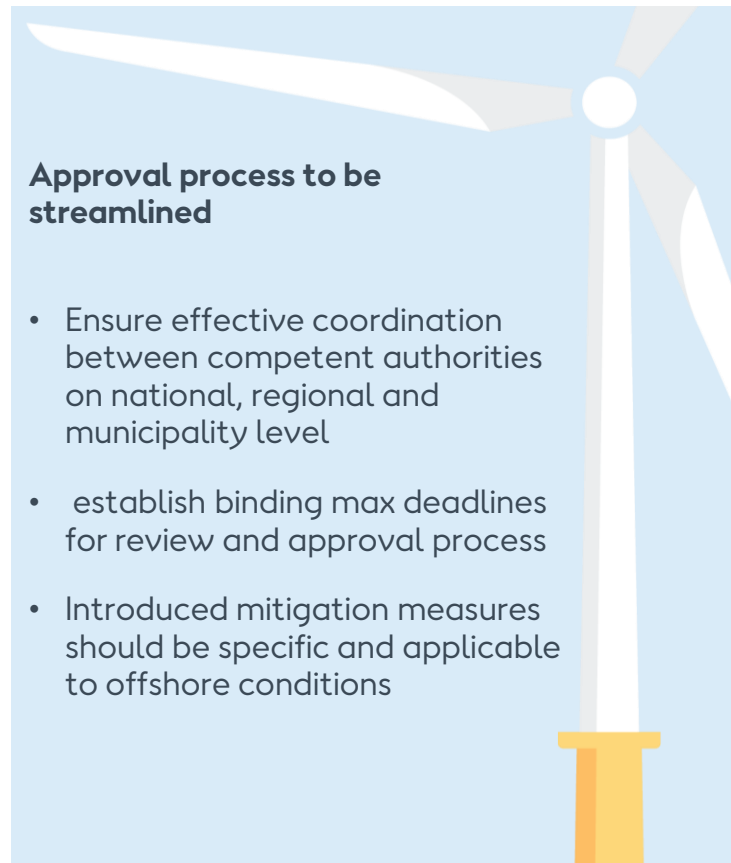 Approval process to be
streamlined
• Ensure effective coordination
between competent authorities
on national, regional and
municipality level
• establish binding max deadlines
for review and approval process
• Introduced mitigation measures
should be specific and applicable
to offshore conditions